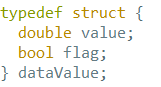 typedef struct {
  double value;
  bool flag;
} dataValue;